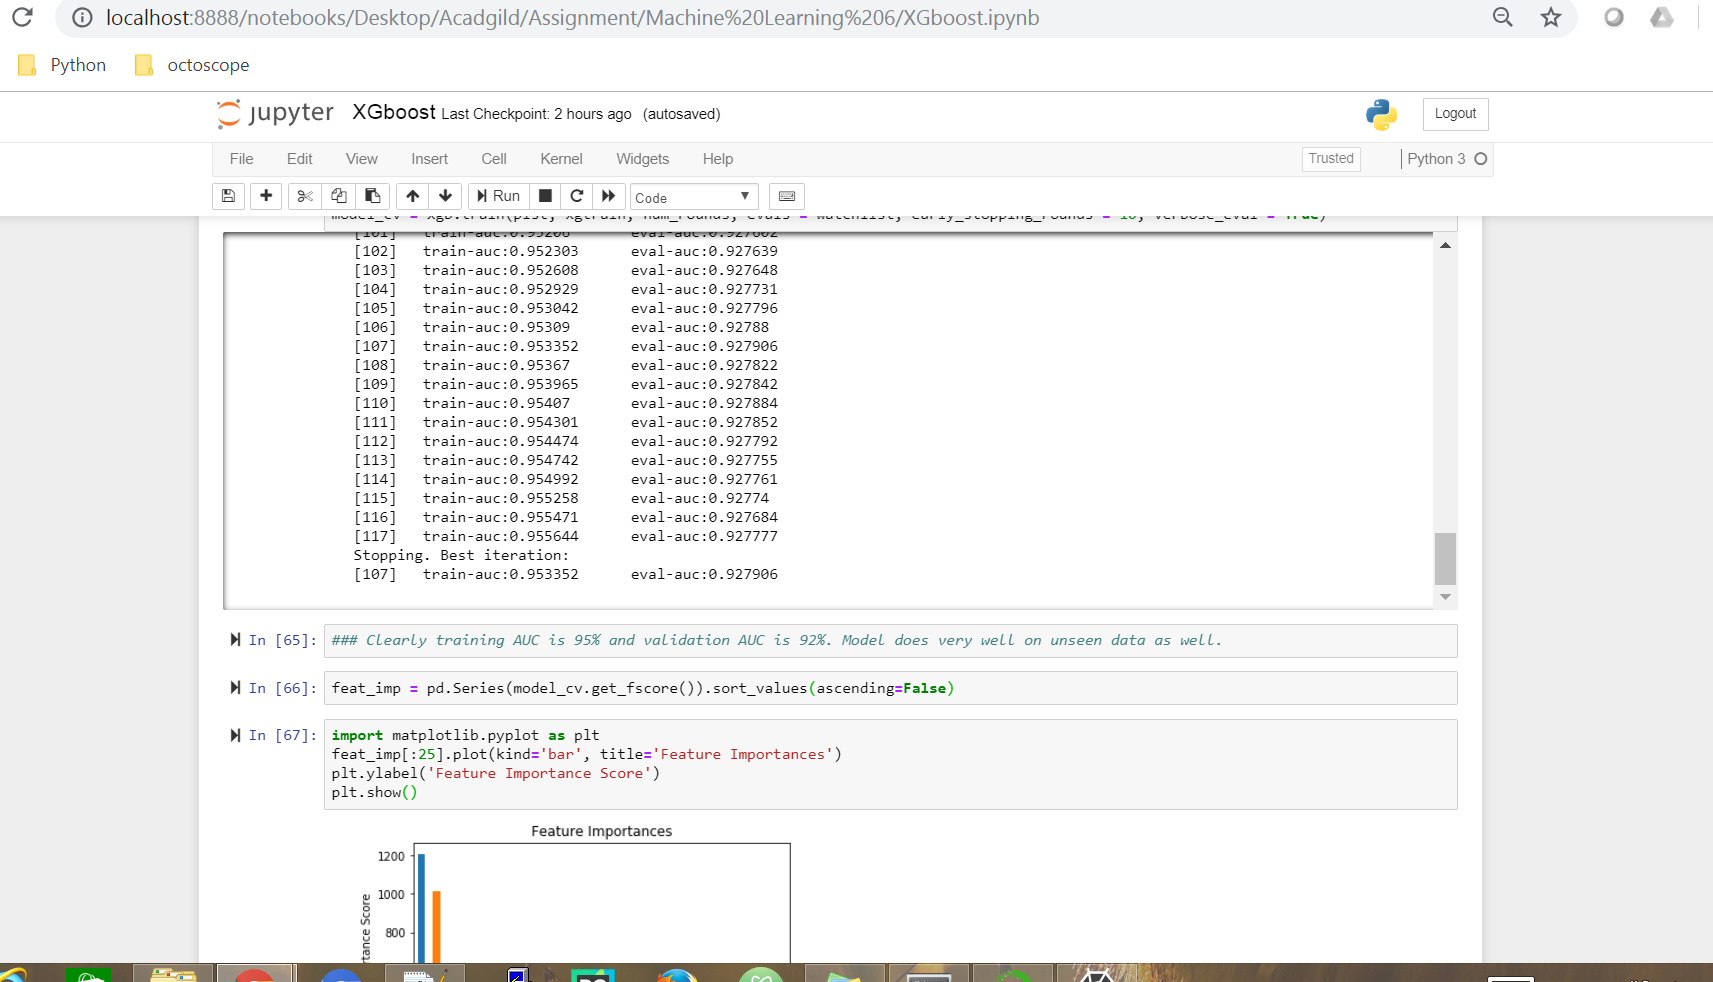 localhost:8888/notebooks/Desktop/Acadgild/Assignment/Machine%20Learning%206/XGboost.ipynb
Python octoscope
jupyter XGboost Last Checkpoint: 2 hours ago (autosaved) Logout
File Edit View Insert Cell Kernel Widgets Help Trusted Python 3
Run Code
model_cv = xgb.train(plst, xgtrain, num_rounds, evals = watchlist, early_stopping_rounds = 10, verbose_eval = True)
[101] train-auc:0.95206 eval-auc:0.927602
[102] train-auc:0.952303 eval-auc:0.927639
[103] train-auc:0.952608 eval-auc:0.927648
[104] train-auc:0.952929 eval-auc:0.927731
[105] train-auc:0.953042 eval-auc:0.927796
[106] train-auc:0.95309 eval-auc:0.92788
[107] train-auc:0.953352 eval-auc:0.927906
[108] train-auc:0.95367 eval-auc:0.927822
[109] train-auc:0.953965 eval-auc:0.927842
[110] train-auc:0.95407 eval-auc:0.927884
[111] train-auc:0.954301 eval-auc:0.927852
[112] train-auc:0.954474 eval-auc:0.927792
[113] train-auc:0.954742 eval-auc:0.927755
[114] train-auc:0.954992 eval-auc:0.927761
[115] train-auc:0.955258 eval-auc:0.92774
[116] train-auc:0.955471 eval-auc:0.927684
[117] train-auc:0.955644 eval-auc:0.927777
Stopping. Best iteration:
[107] train-auc:0.953352 eval-auc:0.927906
In [65]: ### Clearly training AUC is 95% and validation AUC is 92%. Model does very well on unseen data as well.
In [66]: feat_imp = pd.Series(model_cv.get_fscore()).sort_values(ascending=False)
In [67]: import matplotlib.pyplot as plt
feat_imp[:25].plot(kind='bar', title='Feature Importances')
plt.ylabel('Feature Importance Score')
plt.show()
Feature Importances
1200
1000
800
tance Score